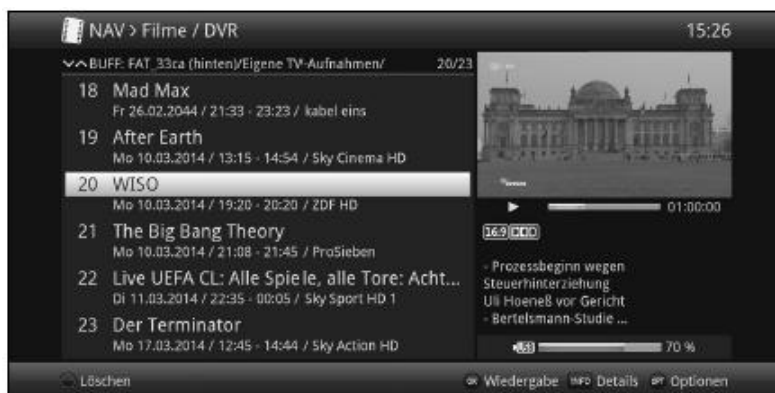 NAV > Filme / DVR
15:26
BUFF: FAT_33ca (hinten)/Eigene TV-Aufnahmen/
20/23
18 Mad Max
Fr 26.02.2044 / 21:33 - 23:23 / kabel eins
19 After Earth
Mo 10.03.2014 / 13:15 - 14:54 / Sky Cinema HD
20 WISO
Mo 10.03.2014 / 19:20 - 20:20 / ZDF HD
21 The Big Bang Theory
Mo 10.03.2014 / 21:08 - 21:45 / ProSieben
22 Live UEFA CL: Alle Spiele, alle Tore: Acht...
Di 11.03.2014 / 22:35 - 00:05 / Sky Sport HD 1
23 Der Terminator
Mo 17.03.2014 / 12:45 - 14:44 / Sky Action HD
01:00:00
16:9
- Prozessbeginn wegen
Steuerhinterziehung
Uli Hoeneß vor Gericht
- Bertelsmann-Studie ...
USB
70 %
Löschen
OK Wiedergabe INFO Details OPT Optionen